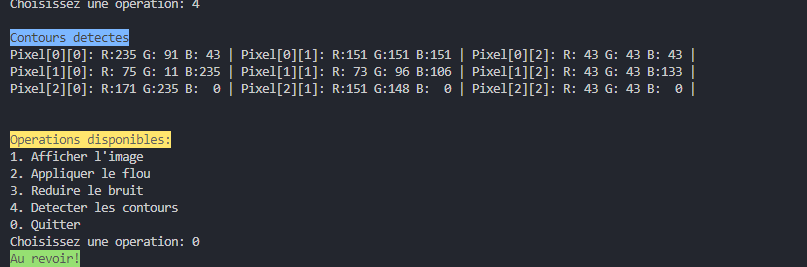 Choisissez une operation: 4
Contours detectes
Pixel[0][0]: R:235 G: 91 B: 43 | Pixel[0][1]: R:151 G:151 B:151 | Pixel[0][2]: R: 43 G: 43 B: 43 |
Pixel[1][0]: R: 75 G: 11 B:235 | Pixel[1][1]: R: 73 G: 96 B:106 | Pixel[1][2]: R: 43 G: 43 B:133 |
Pixel[2][0]: R:171 G:235 B:  0 | Pixel[2][1]: R:151 G:148 B:  0 | Pixel[2][2]: R: 43 G: 43 B:  0 |
Operations disponibles:
1. Afficher l'image
2. Appliquer le flou
3. Reduire le bruit
4. Detecter les contours
0. Quitter
Choisissez une operation: 0
Au revoir!